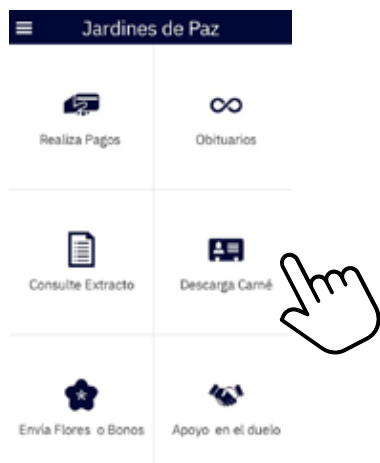 Jardines de Paz
Realiza Pagos
Obituarios
Consulte Extracto
Descarga Carné
Envía Flores o Bonos
Apoyo en el duelo